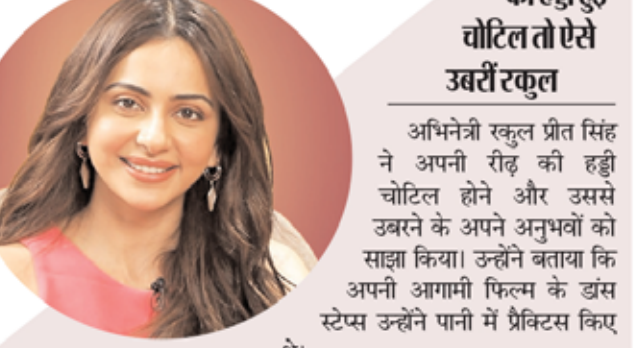 चोटिल तो ऐसे
उबरीं रकुल
अभिनेत्री रकुल प्रीत सिंह
ने अपनी रीढ़ की हड्डी
चोटिल होने और उससे
उबरने के अपने अनुभवों को
साझा किया। उन्होंने बताया कि
अपनी आगामी फिल्म के डांस
स्टेप्स उन्होंने पानी में प्रैक्टिस किए